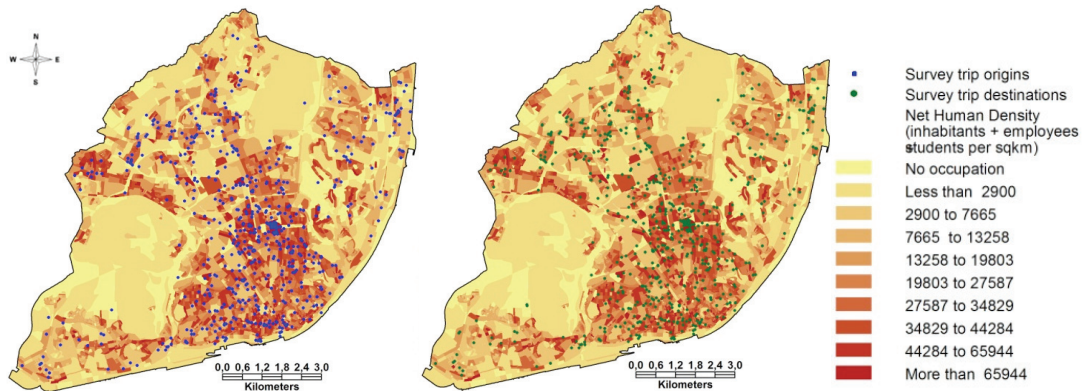 N
W E
S
0,0 0,6 1,2 1,8 2,4 3,0
Kilometers
0,0 0,6 1,2 1,8 2,4 3,0
Kilometers
Survey trip origins
Survey trip destinations
Net Human Density
(inhabitants + employees
students per sqkm)
No occupation
Less than 2900
2900 to 7665
7665 to 13258
13258 to 19803
19803 to 27587
27587 to 34829
34829 to 44284
44284 to 65944
More than 65944